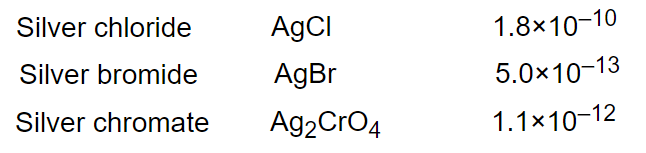 Silver chloride AgCl 1.8×10⁻¹⁰
Silver bromide AgBr 5.0×10⁻¹³
Silver chromate Ag₂CrO₄ 1.1×10⁻¹²